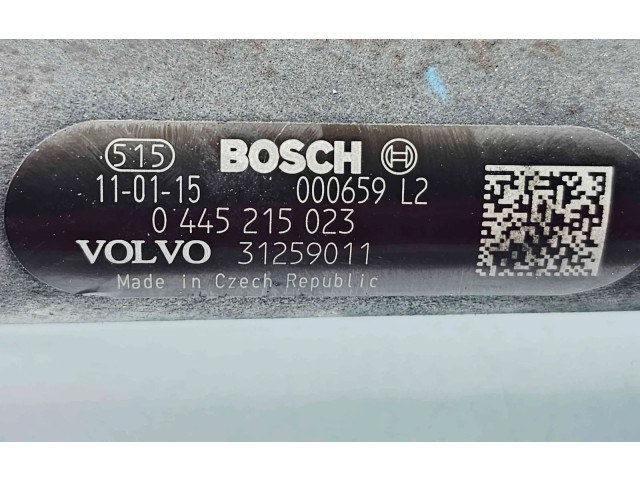 515 BOSCH
11-01-15 000659 L2
0 445 215 023
VOLVO 31259011
Made in Czech Republic